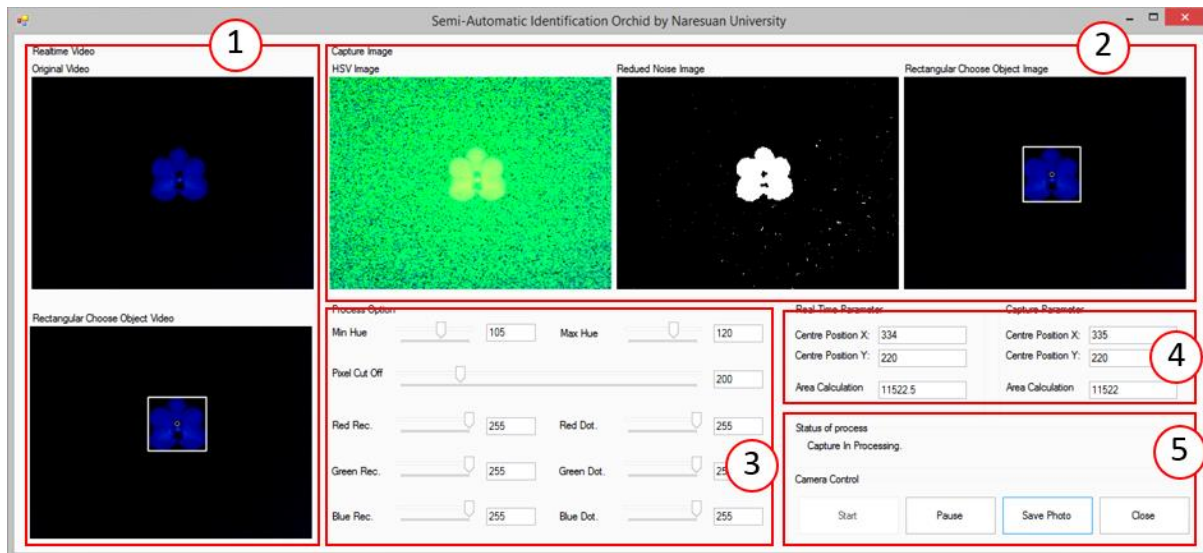 Semi-Automatic Identification Orchid by Naresuan University
1
Realtime Video
Original Video
Rectangular Choose Object Video
2
Capture Image
HSV Image
Redued Noise Image
Rectangular Choose Object Image
Process Option
Min Hue 105 Max Hue 120
Pixel Cut Off 200
Red Rec. 255 Red Dot. 255
Green Rec. 255 Green Dot.
Blue Rec. 255 Blue Dot. 255
3
Real Time Parameter
Centre Position X: 334
Centre Position Y: 220
Area Calculation 11522.5
Capture Parameter
Centre Position X: 335
Centre Position Y: 220
Area Calculation 11522
4
Status of process
Capture In Processing.
5
Camera Control
Start Pause Save Photo Close